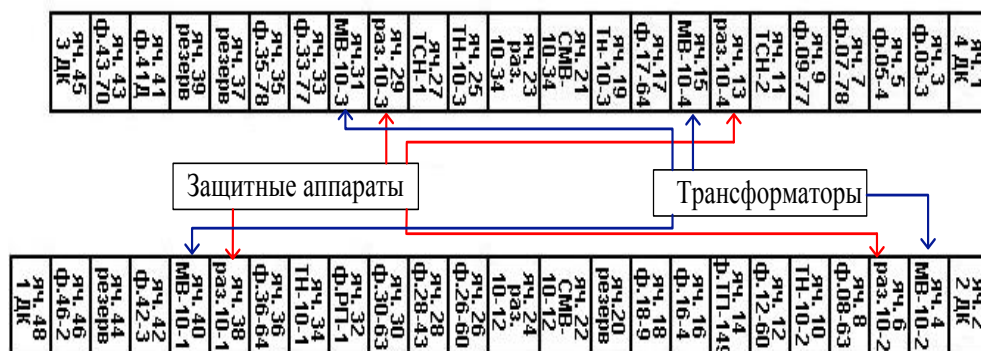 яч. 45
3 ДК
яч. 43
ф.43-70
яч. 41
ф.41Д
яч. 39
резерв
яч. 37
резерв
яч. 35
ф.35-78
яч. 33
ф.33-77
яч.31
МВ-10-3
яч. 29
раз.10-3
яч.27
ТСН-1
яч. 25
ТН-10-3
яч. 23
раз.
10-34
яч. 21
СМВ-
10-34
яч. 19
Тн-10-3
яч.17
ф.17-64
яч.15
МВ-10-4
яч. 13
раз.10-4
яч. 11
ТСН-2
яч. 9
ф.09-77
яч. 7
ф.07-78
яч. 5
ф.05-4
яч. 3
ф.03-3
яч. 1
4 ДК
Защитные аппараты
Трансформаторы
яч. 48
1 ДК
яч. 46
ф.46-2
яч. 44
резерв
яч. 42
ф.42-3
яч. 40
МВ-10-1
яч. 38
раз.10-1
яч. 36
ф.36-64
яч. 34
ТН-10-1
яч. 32
ф.РП-1
яч. 30
ф.30-63
яч. 28
ф.28-43
яч. 26
ф.26-60
яч. 24
раз.
10-12
яч. 22
СМВ-
10-12
яч.20
резерв
яч. 18
ф.18-9
яч. 16
ф.16-4
яч. 14
ф.ТП-149
яч. 12
ф.12-60
яч. 10
ТН-10-2
яч. 8
ф.08-63
яч. 6
раз.10-2
яч. 4
МВ-10-2
яч. 2
2 ДК